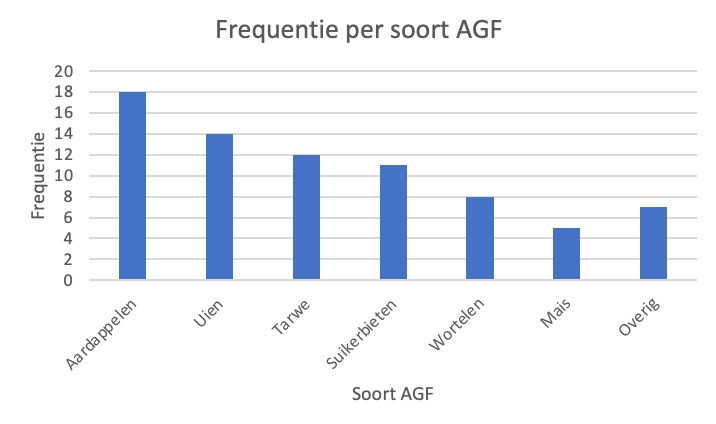 Frequentie per soort AGF
Frequentie
20
18
16
14
12
10
8
6
4
2
0
Aardappelen
Uien
Tarwe
Suikerbieten
Wortelen
Mais
Overig
Soort AGF